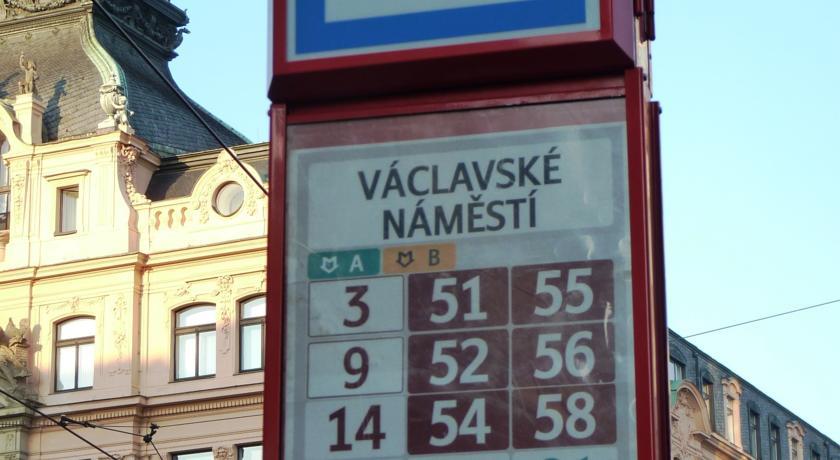 VÁCLAVSKÉ
NÁMĚSTÍ
A B
3 51 55
9 52 56
14 54 58